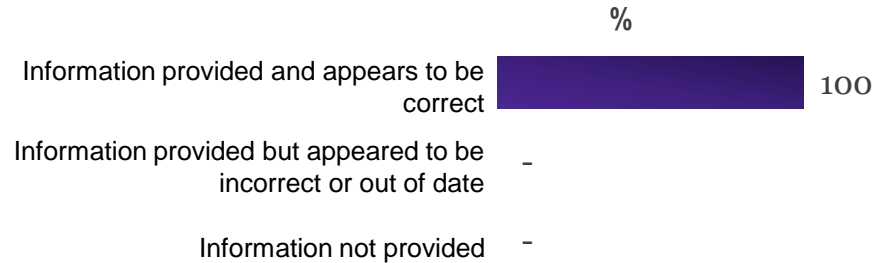 %
Information provided and appears to be
correct
100
Information provided but appeared to be
incorrect or out of date
-
Information not provided
-